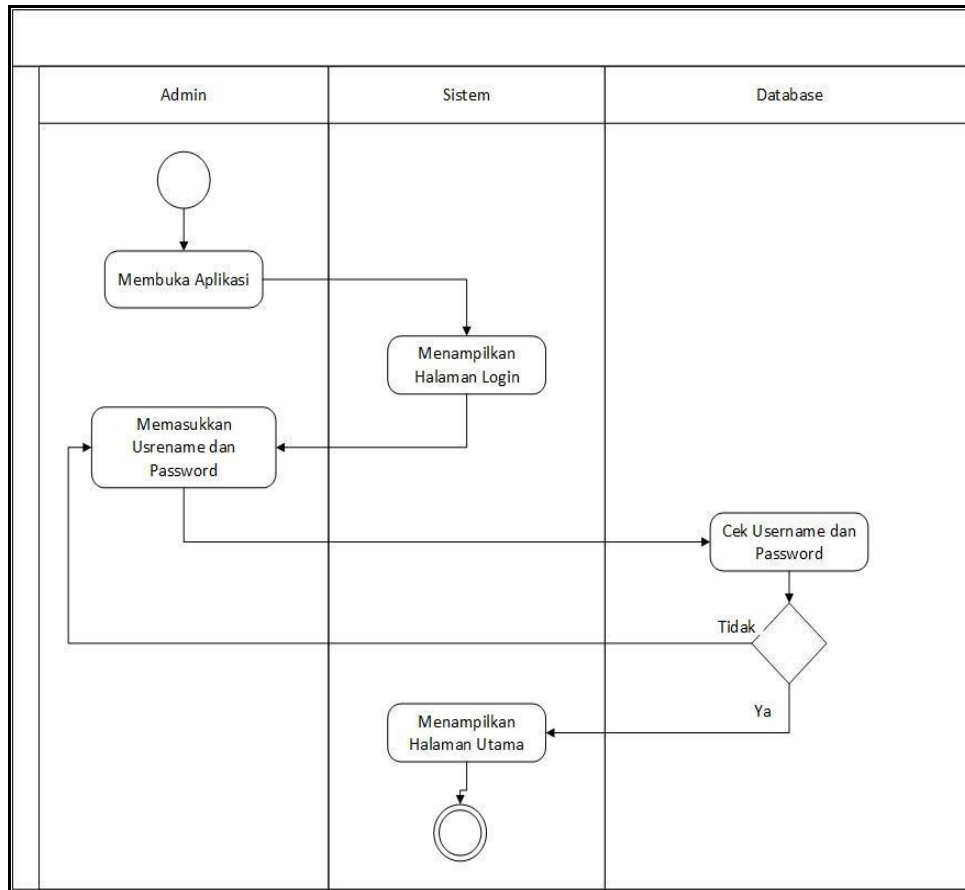 Admin
Sistem
Database
Membuka Aplikasi
Menampilkan
Halaman Login
Memasukkan
Usrename dan
Password
Cek Username dan
Password
Tidak
Ya
Menampilkan
Halaman Utama